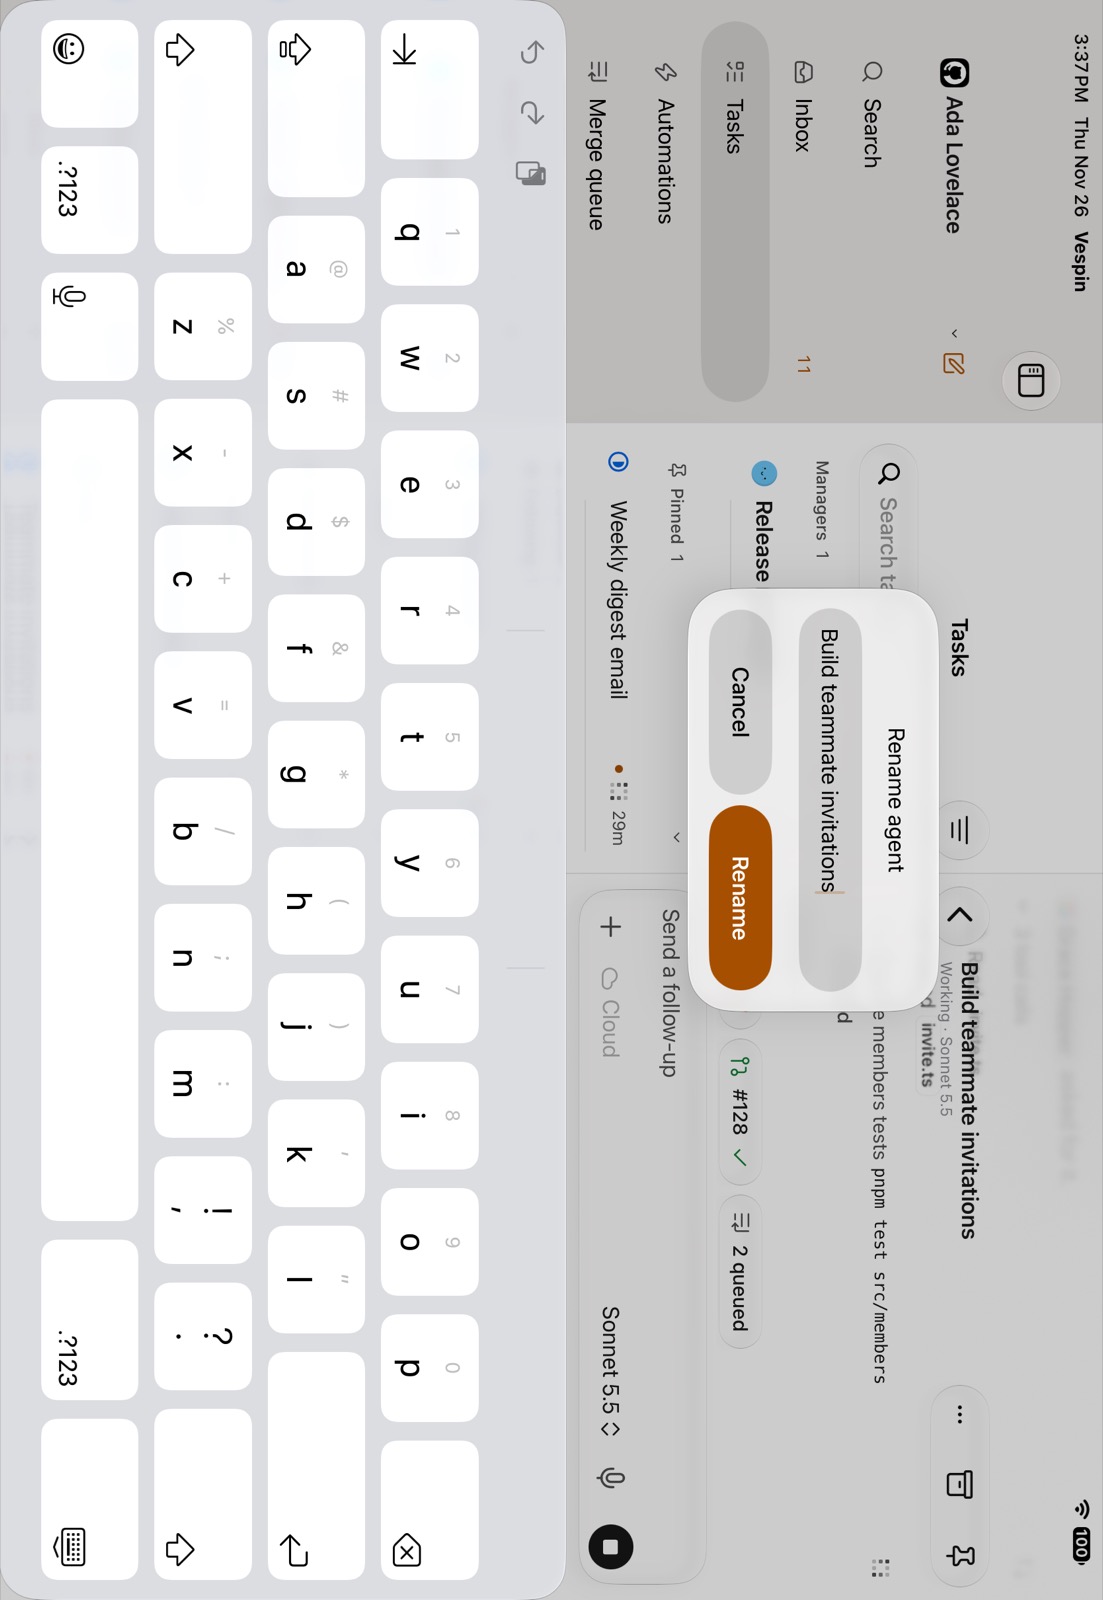 3:37 PM Thu Nov 26 Vespin
100
Ada Lovelace
Search
Inbox 11
Tasks
Automations
Merge queue
Tasks
Search ta
Managers 1
Release
Pinned 1
Weekly digest email 29m
Build teammate invitations
Working · Sonnet 5.5
invite.ts
members tests pnpm test src/members
#128
2 queued
Send a follow-up
Cloud
Sonnet 5.5
Rename agent
Build teammate invitations
Cancel Rename
1 2 3 4 5 6 7 8 9 0
q w e r t y u i o p
@ # $ & * ( ) ' "
a s d f g h j k l
% - + = / ; : ! ?
z x c v b n m , .
.?123 .?123